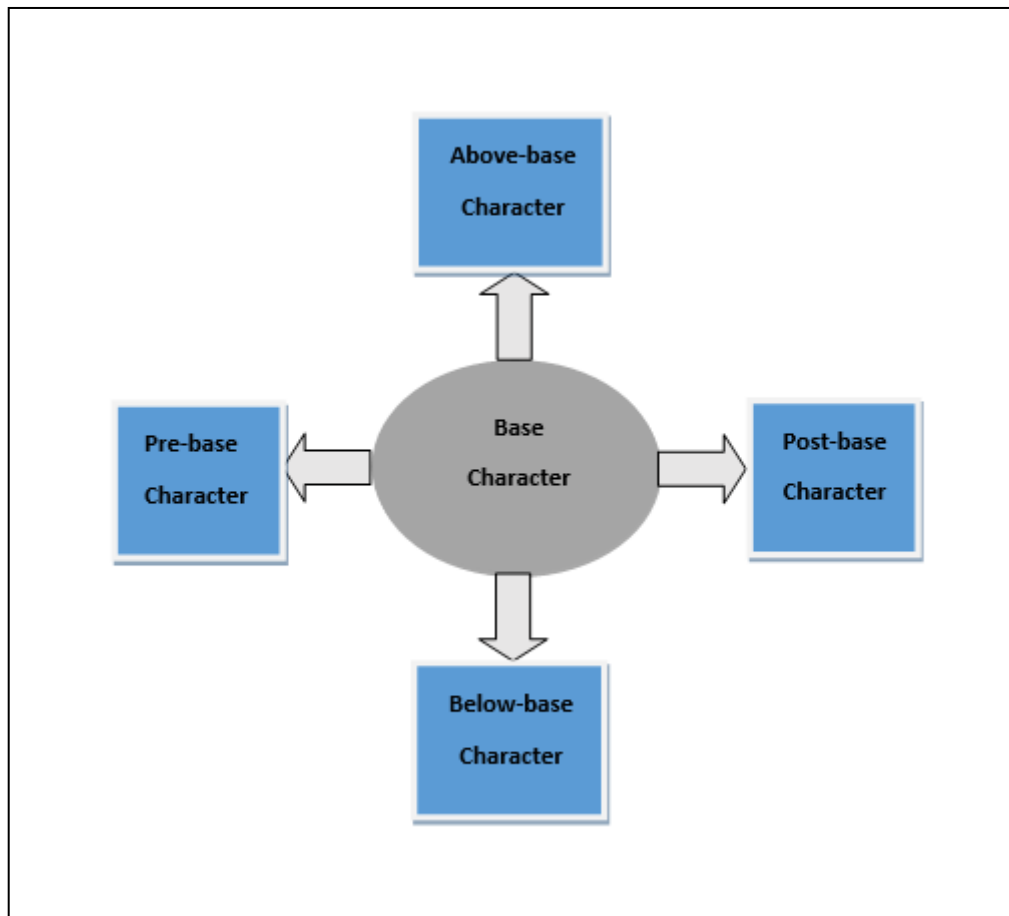 Above-base
Character
Pre-base
Character
Base
Character
Post-base
Character
Below-base
Character